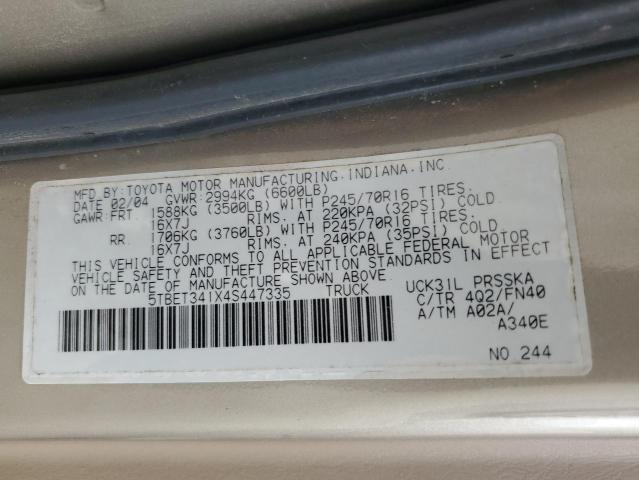 MFD. BY: TOYOTA MOTOR MANUFACTURING, INDIANA, INC.
DATE 02/04 GVWR: 2994KG (6600LB)
GAWR: FRT. 1588KG (3500LB) WITH P245/70R16 TIRES.
16X7J RIMS. AT 220KPA (32PSI) COLD
RR. 1706KG (3760LB) WITH P245/70R16 TIRES.
16X7J RIMS. AT 240KPA (35PSI) COLD
THIS VEHICLE CONFORMS TO ALL APPLICABLE FEDERAL MOTOR
VEHICLE SAFETY AND THEFT PREVENTION STANDARDS IN EFFECT
ON THE DATE OF MANUFACTURE SHOWN ABOVE
5TBET341X4S447335 TRUCK
UCK31L PRSSKA
C/TR 4Q2/FN40
A/TM A02A/
A340E
NO 244